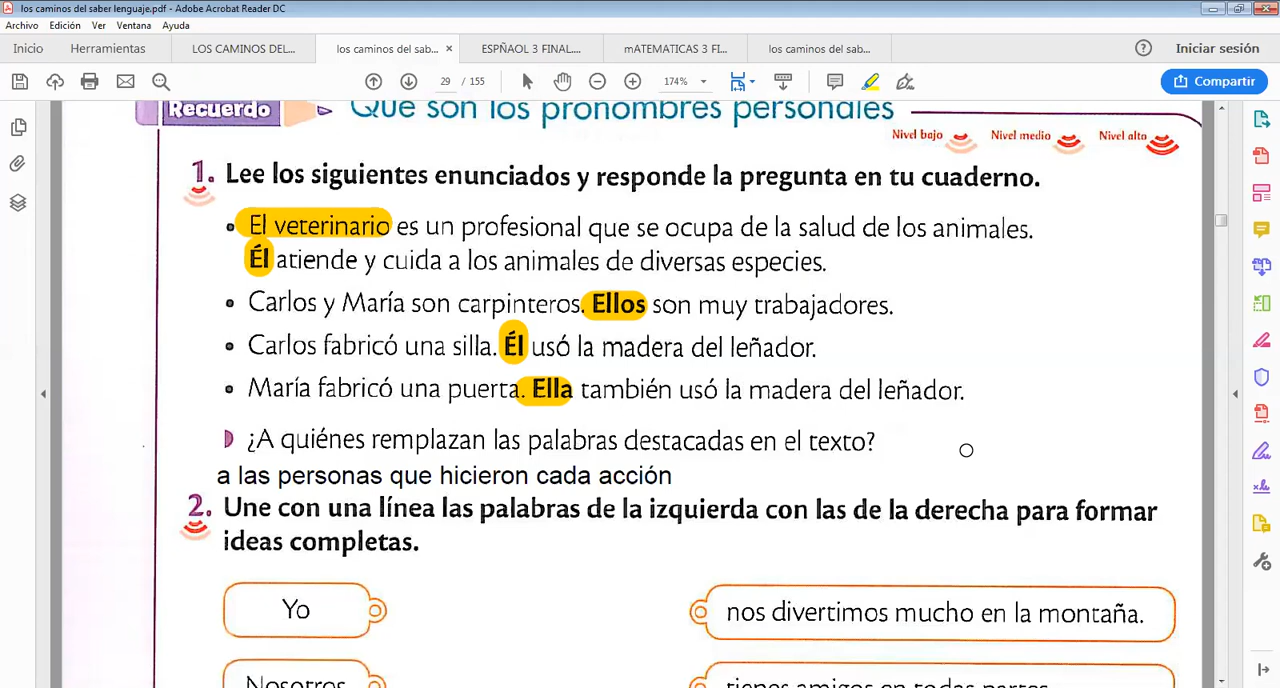 los caminos del saber lenguaje.pdf - Adobe Acrobat Reader DC
Archivo Edición Ver Ventana Ayuda
Inicio Herramientas LOS CAMINOS DEL... los caminos del sab... × ESPÑAOL 3 FINAL.... mATEMATICAS 3 FI... los caminos del sab... Iniciar sesión
29 / 155 174% Compartir
Recuerdo Que son los pronombres personales
Nivel bajo Nivel medio Nivel alto
1. Lee los siguientes enunciados y responde la pregunta en tu cuaderno.
• El veterinario es un profesional que se ocupa de la salud de los animales.
Él atiende y cuida a los animales de diversas especies.
• Carlos y María son carpinteros. Ellos son muy trabajadores.
• Carlos fabricó una silla. Él usó la madera del leñador.
• María fabricó una puerta. Ella también usó la madera del leñador.
¿A quiénes remplazan las palabras destacadas en el texto?
a las personas que hicieron cada acción
2. Une con una línea las palabras de la izquierda con las de la derecha para formar
ideas completas.
Yo nos divertimos mucho en la montaña.
Nosotros tienes amigos en todas partes.